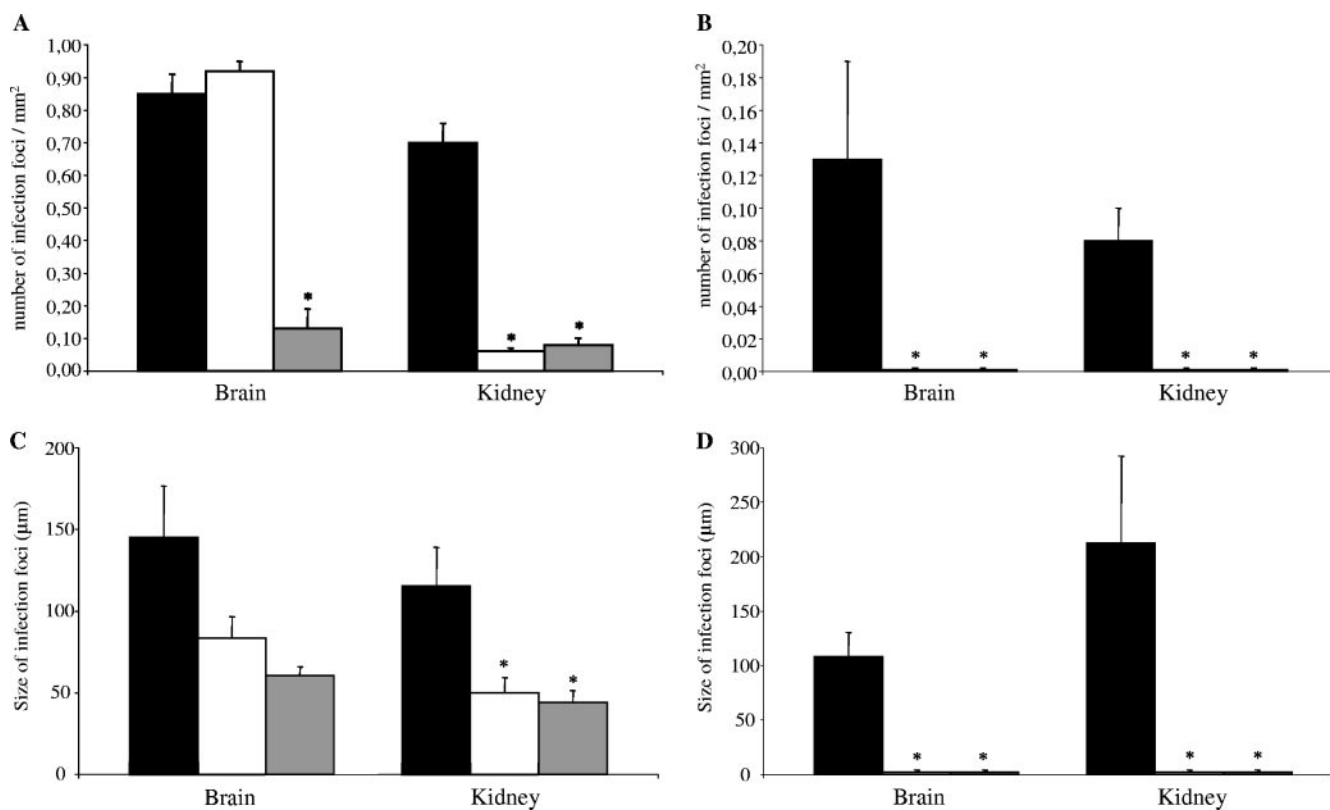 A
number of infection foci / mm²
1,00
0,90
0,80
0,70
0,60
0,50
0,40
0,30
0,20
0,10
0,00
*
*
*
Brain
Kidney
B
number of infection foci / mm²
0,20
0,18
0,16
0,14
0,12
0,10
0,08
0,06
0,04
0,02
0,00
* * * *
Brain
Kidney
C
Size of infection foci (µm)
200
150
100
50
0
*
*
Brain
Kidney
D
Size of infection foci (µm)
300
250
200
150
100
50
0
* * * *
Brain
Kidney